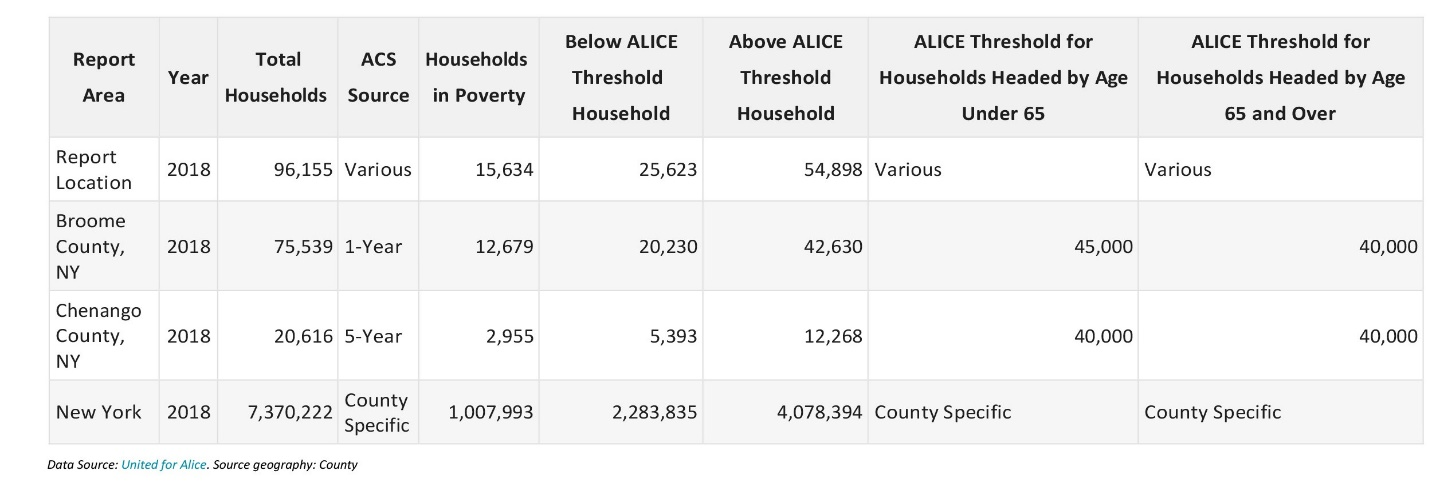 Report Area
Year
Total Households
ACS Source
Households in Poverty
Below ALICE Threshold Household
Above ALICE Threshold Household
ALICE Threshold for Households Headed by Age Under 65
ALICE Threshold for Households Headed by Age 65 and Over
Report Location 2018 96,155 Various 15,634 25,623 54,898 Various Various
Broome County, NY 2018 75,539 1-Year 12,679 20,230 42,630 45,000 40,000
Chenango County, NY 2018 20,616 5-Year 2,955 5,393 12,268 40,000 40,000
New York 2018 7,370,222 County Specific 1,007,993 2,283,835 4,078,394 County Specific County Specific
Data Source: United for Alice. Source geography: County